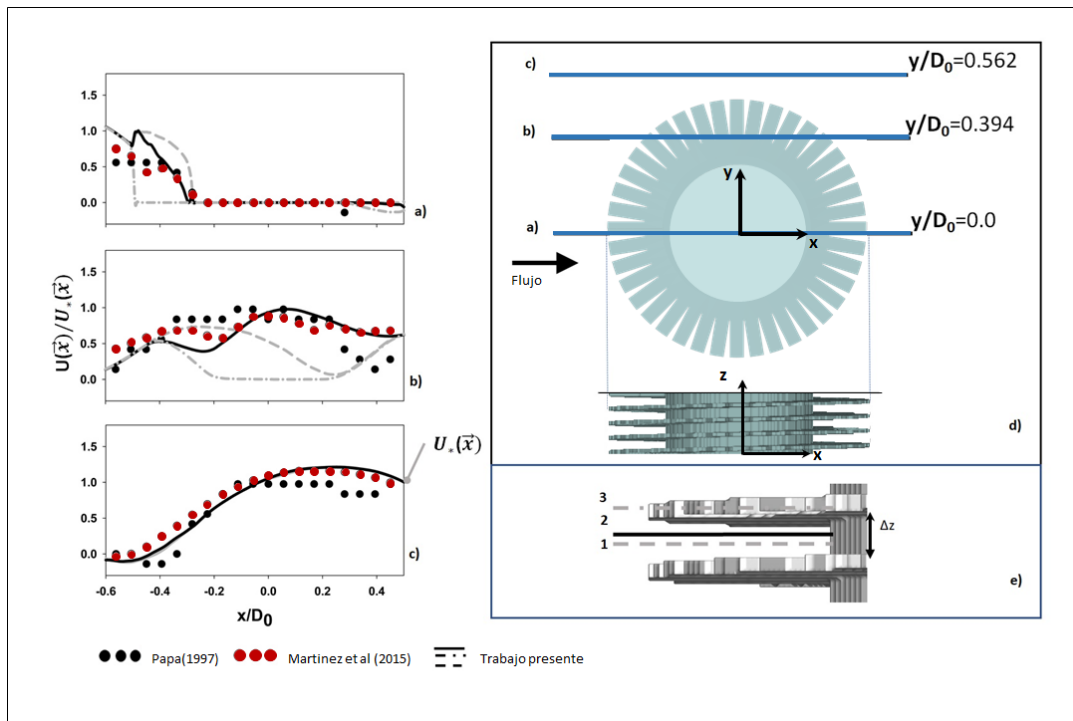 1.5
1.0
0.5
0.0
a)
1.5
1.0
0.5
0.0
b)
U(x⃗)/U*(x⃗)
1.5
1.0
0.5
0.0
c)
U*(x⃗)
-0.6 -0.4 -0.2 0.0 0.2 0.4
x/D₀
Papa(1997) Martinez et al (2015) Trabajo presente
c) y/D₀=0.562
b) y/D₀=0.394
a) y/D₀=0.0
y
x
Flujo
z
x
d)
3
2
1
Δz
e)